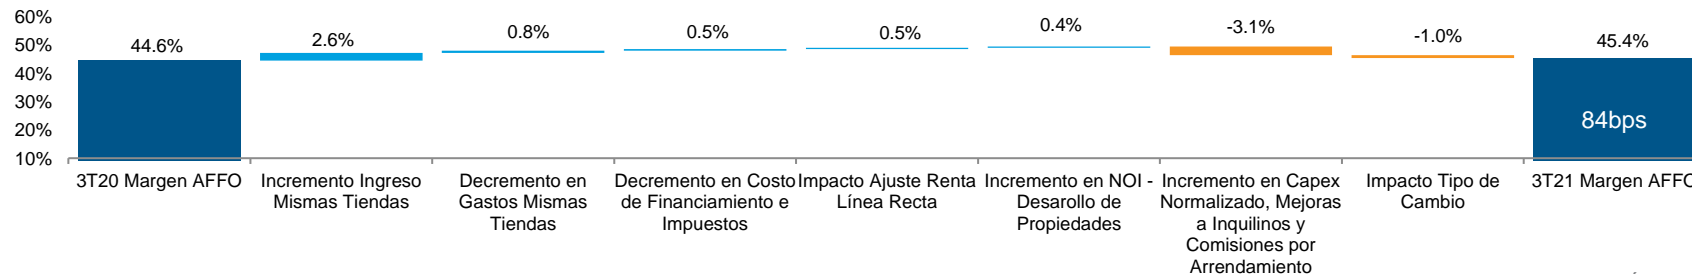 60%
50%
40%
30%
20%
10%
44.6%
2.6%
0.8%
0.5%
0.5%
0.4%
-3.1%
-1.0%
45.4%
84bps
3T20 Margen AFFO
Incremento Ingreso
Mismas Tiendas
Decremento en
Gastos Mismas
Tiendas
Decremento en Costo
de Financiamiento e
Impuestos
Impacto Ajuste Renta
Línea Recta
Incremento en NOI -
Desarollo de
Propiedades
Incremento en Capex
Normalizado, Mejoras
a Inquilinos y
Comisiones por
Arrendamiento
Impacto Tipo de
Cambio
3T21 Margen AFFO